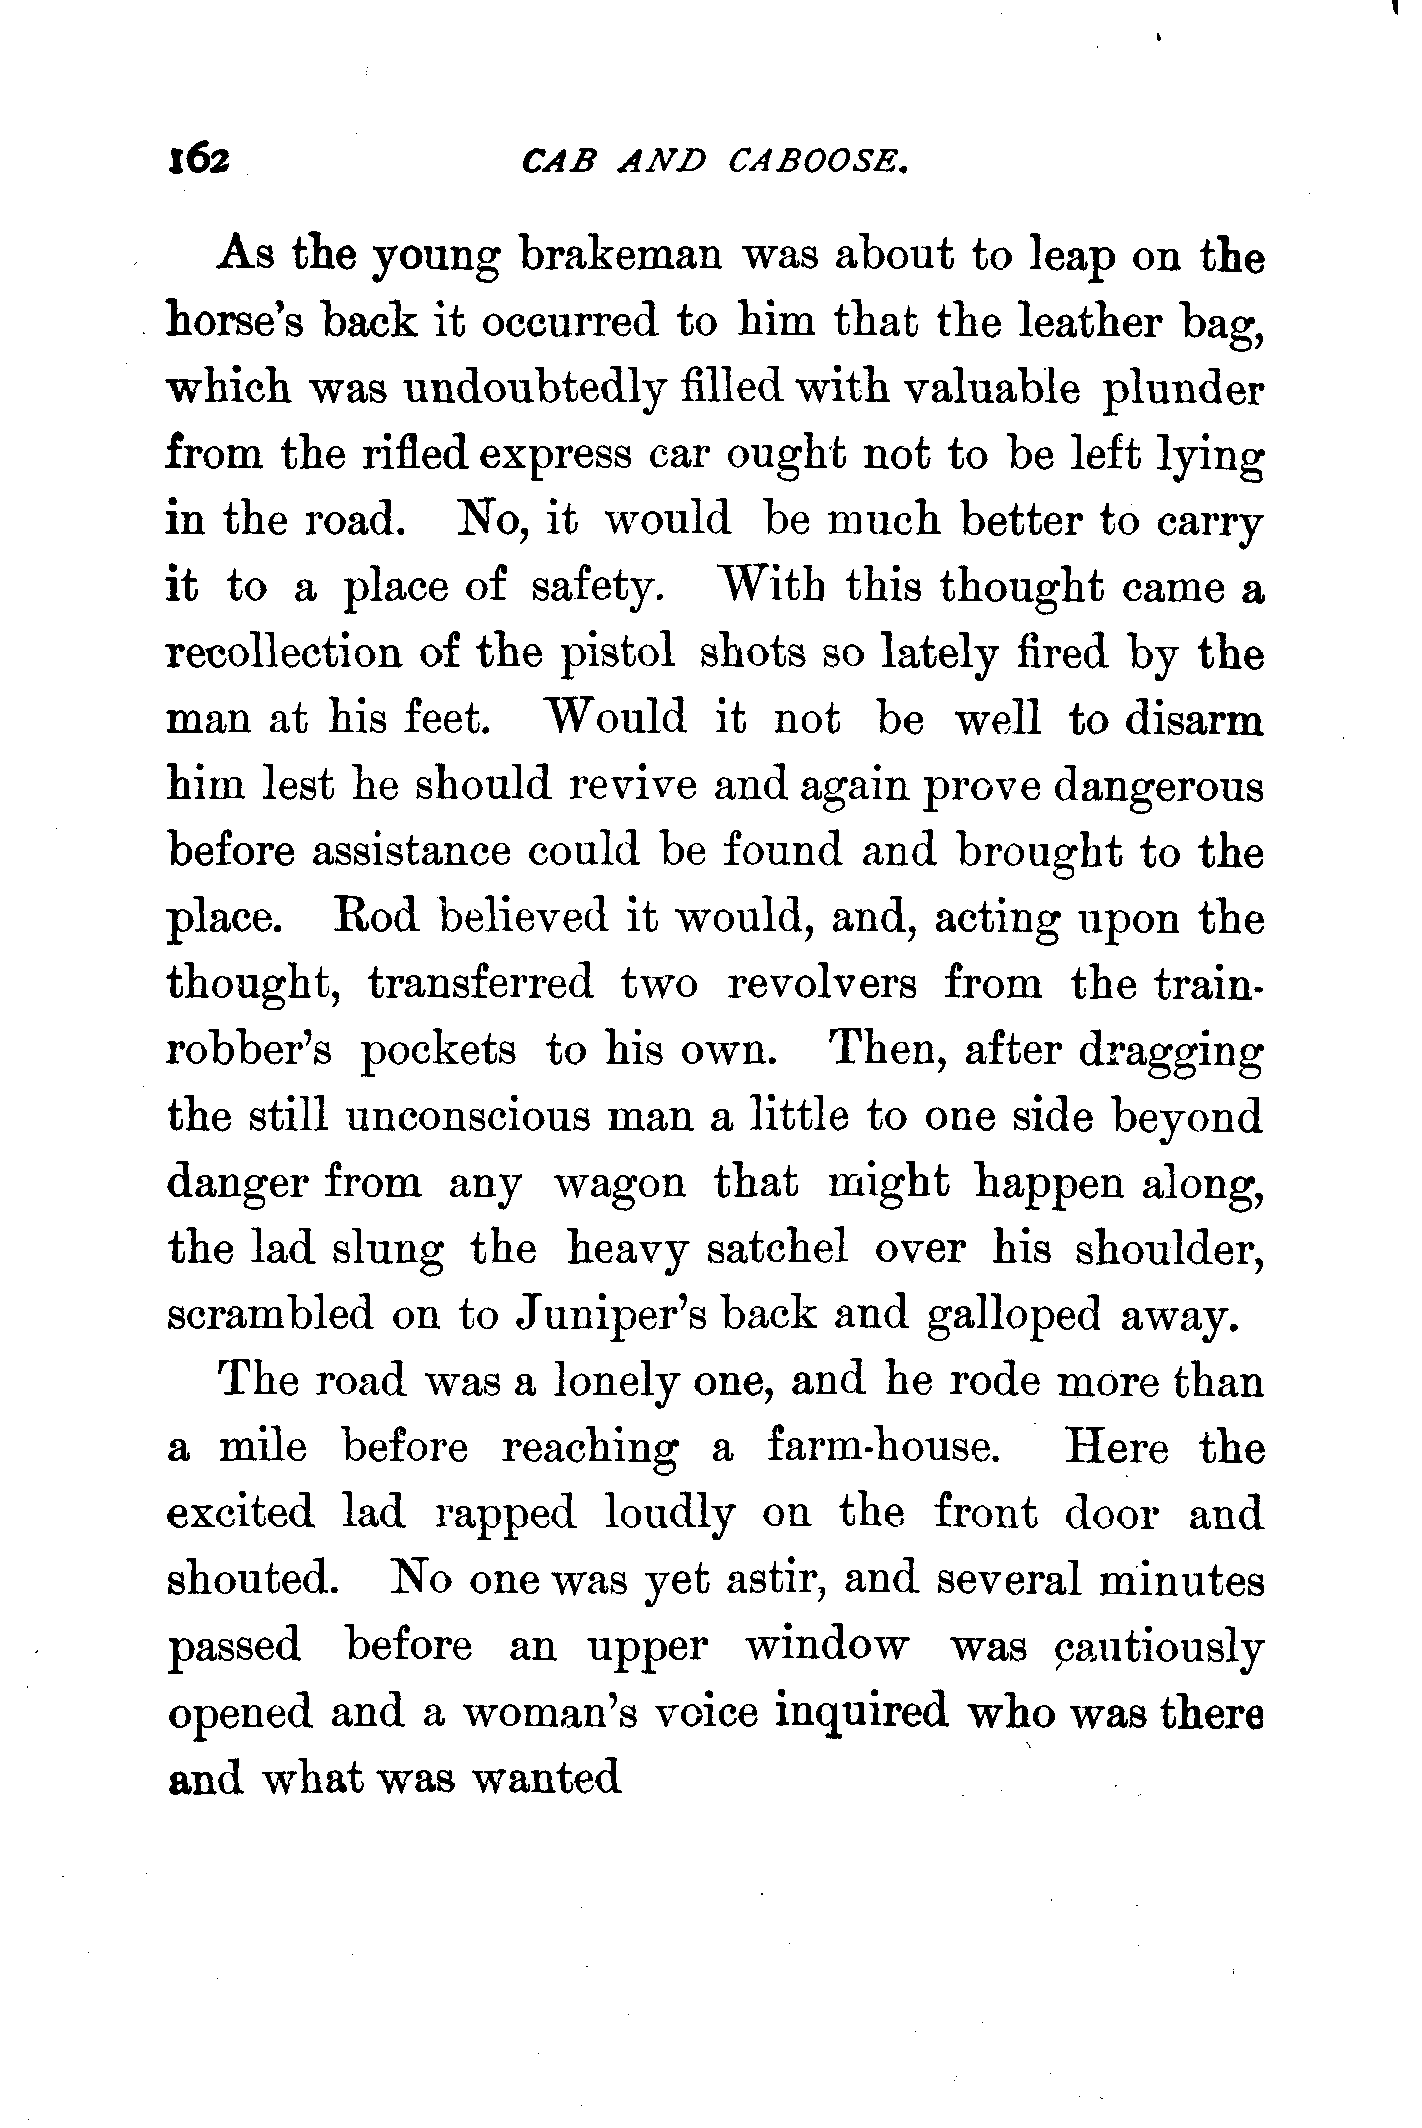 162 CAB AND CABOOSE.
As the young brakeman was about to leap on the
horse's back it occurred to him that the leather bag,
which was undoubtedly filled with valuable plunder
from the rifled express car ought not to be left lying
in the road. No, it would be much better to carry
it to a place of safety. With this thought came a
recollection of the pistol shots so lately fired by the
man at his feet. Would it not be well to disarm
him lest he should revive and again prove dangerous
before assistance could be found and brought to the
place. Rod believed it would, and, acting upon the
thought, transferred two revolvers from the train-
robber's pockets to his own. Then, after dragging
the still unconscious man a little to one side beyond
danger from any wagon that might happen along,
the lad slung the heavy satchel over his shoulder,
scrambled on to Juniper's back and galloped away.
The road was a lonely one, and he rode more than
a mile before reaching a farm-house. Here the
excited lad rapped loudly on the front door and
shouted. No one was yet astir, and several minutes
passed before an upper window was cautiously
opened and a woman's voice inquired who was there
and what was wanted